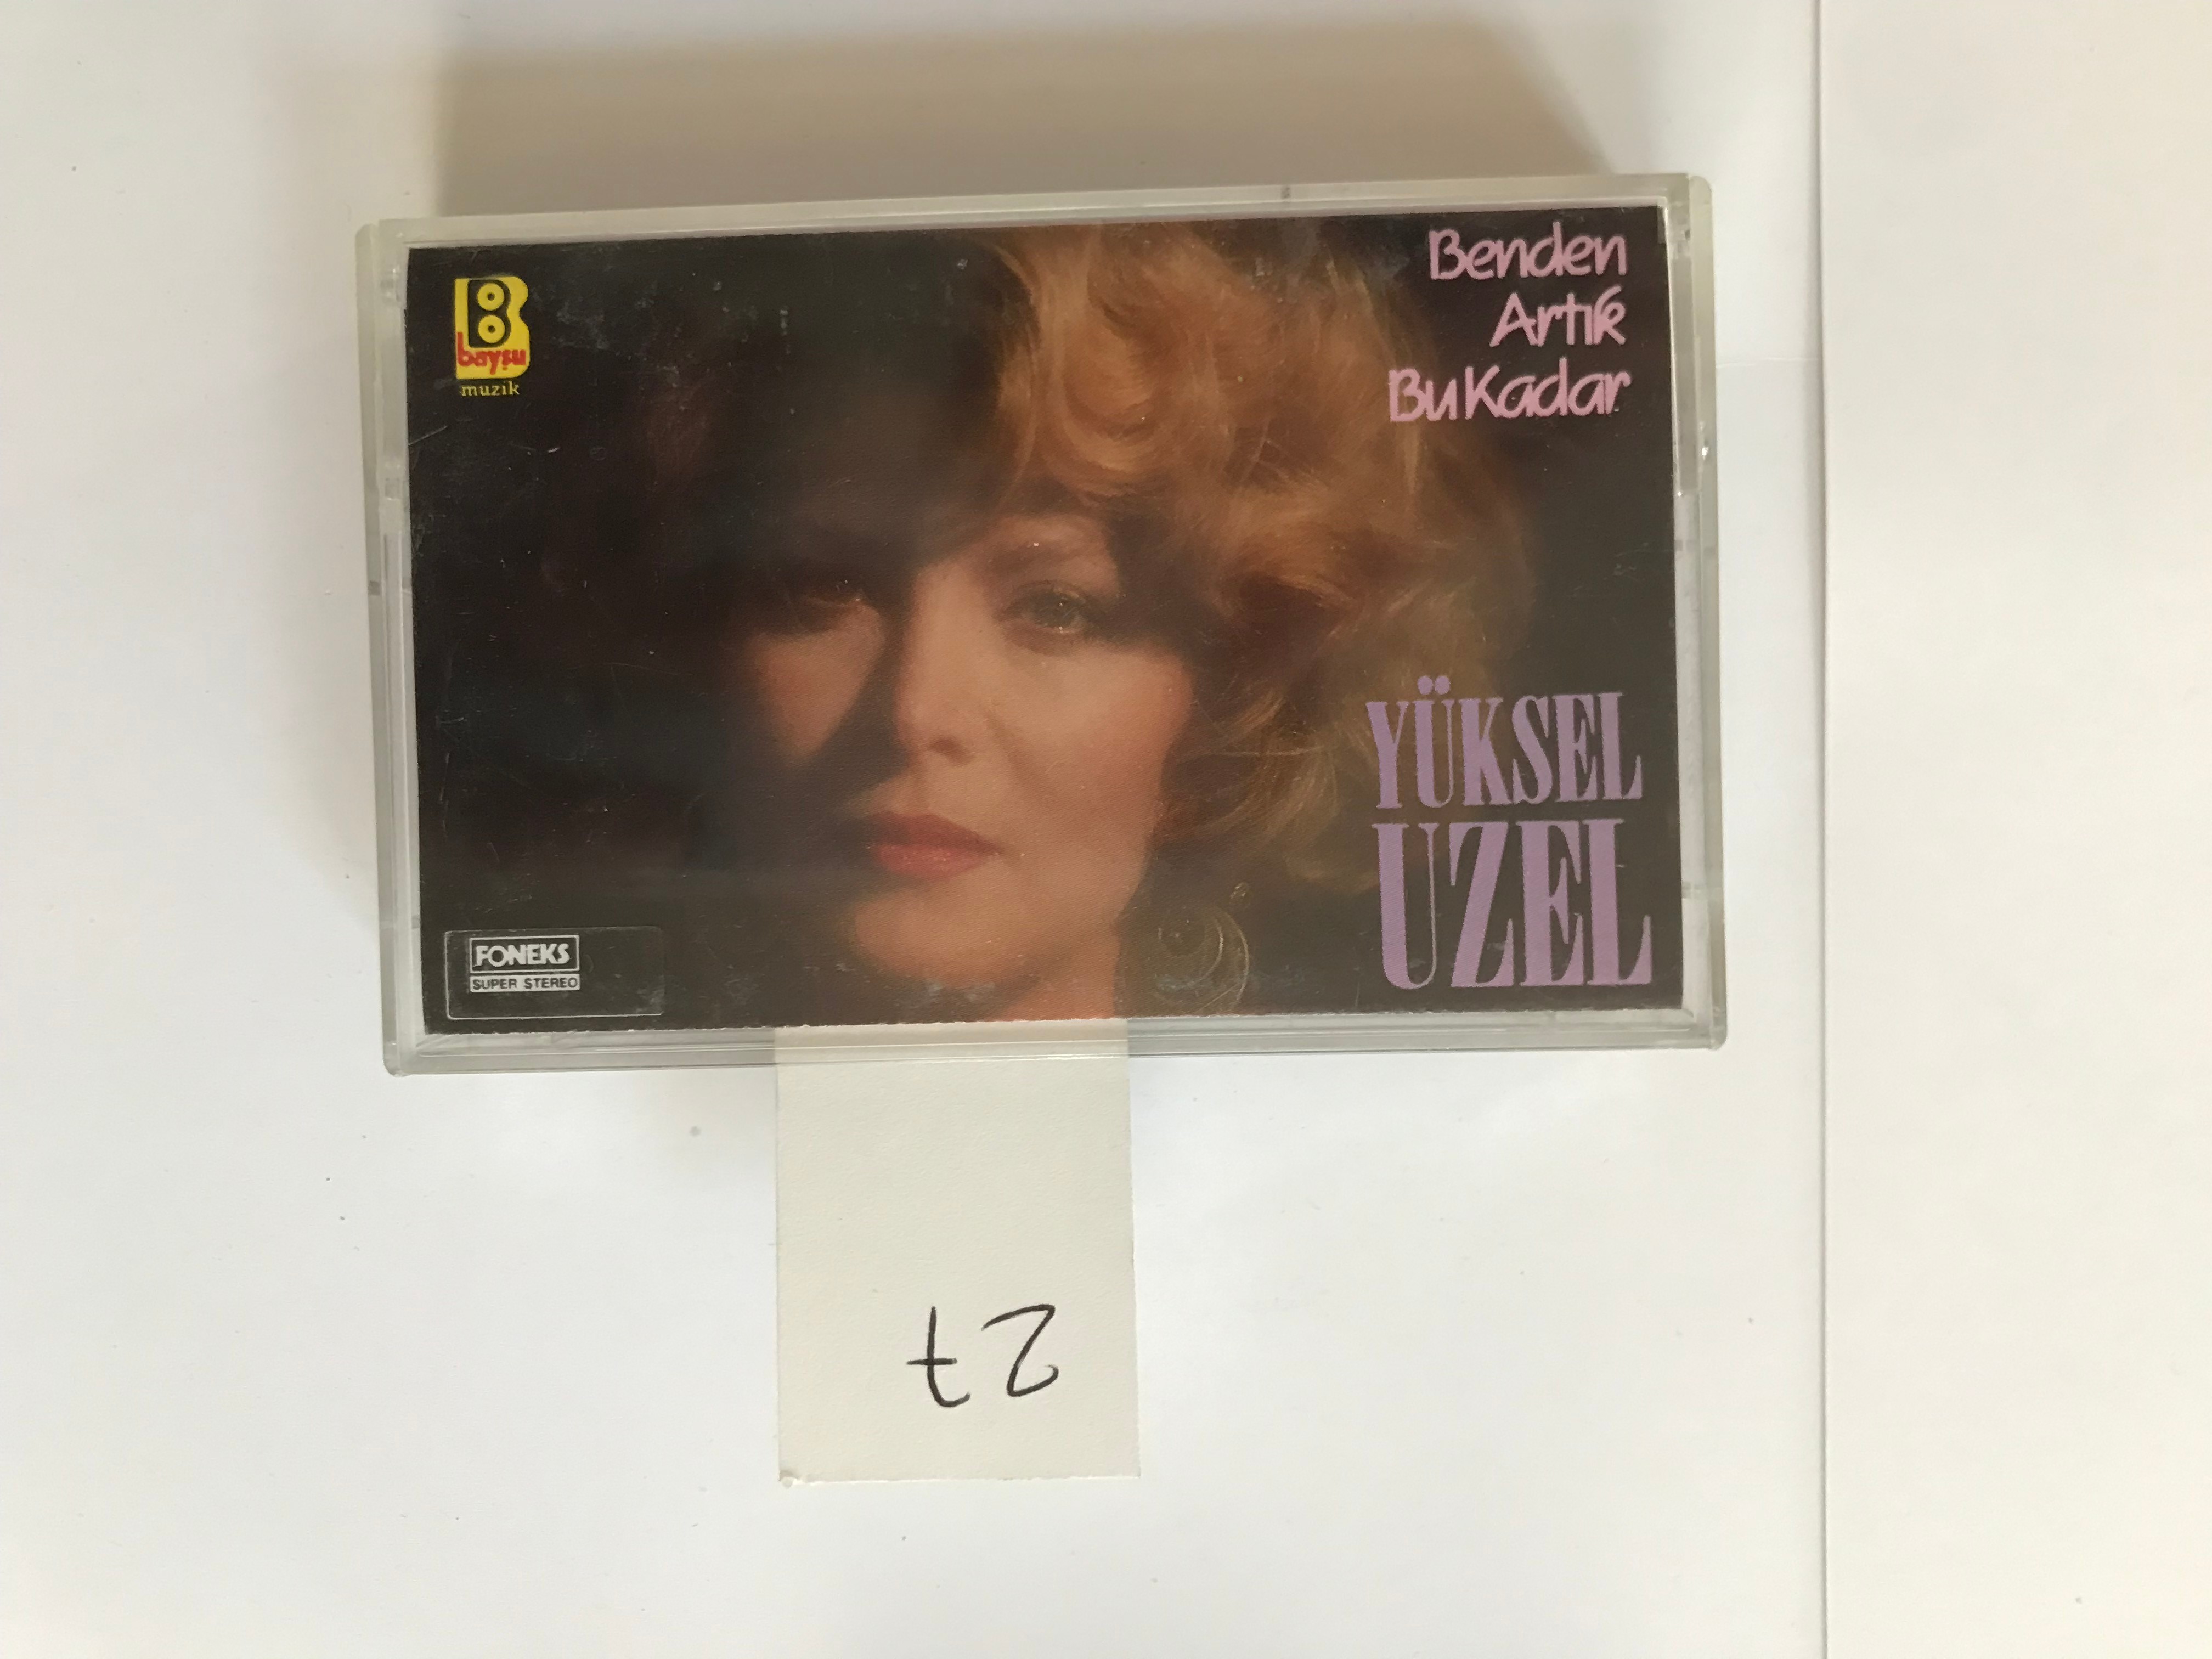 bayşu
muzik
Benden
Artık
Bu Kadar
YÜKSEL
UZEL
FONEKS
SUPER STEREO
27